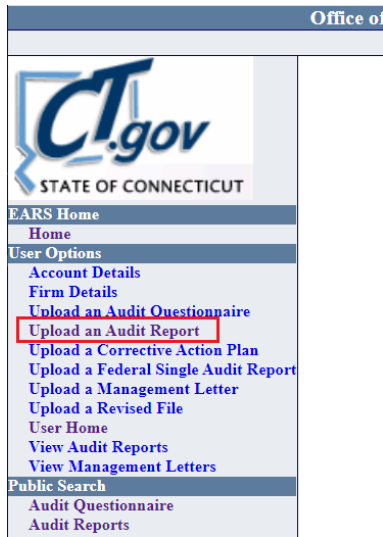 Office of
CT.gov
STATE OF CONNECTICUT
EARS Home
Home
User Options
Account Details
Firm Details
Upload an Audit Questionnaire
Upload an Audit Report
Upload a Corrective Action Plan
Upload a Federal Single Audit Report
Upload a Management Letter
Upload a Revised File
User Home
View Audit Reports
View Management Letters
Public Search
Audit Questionnaire
Audit Reports